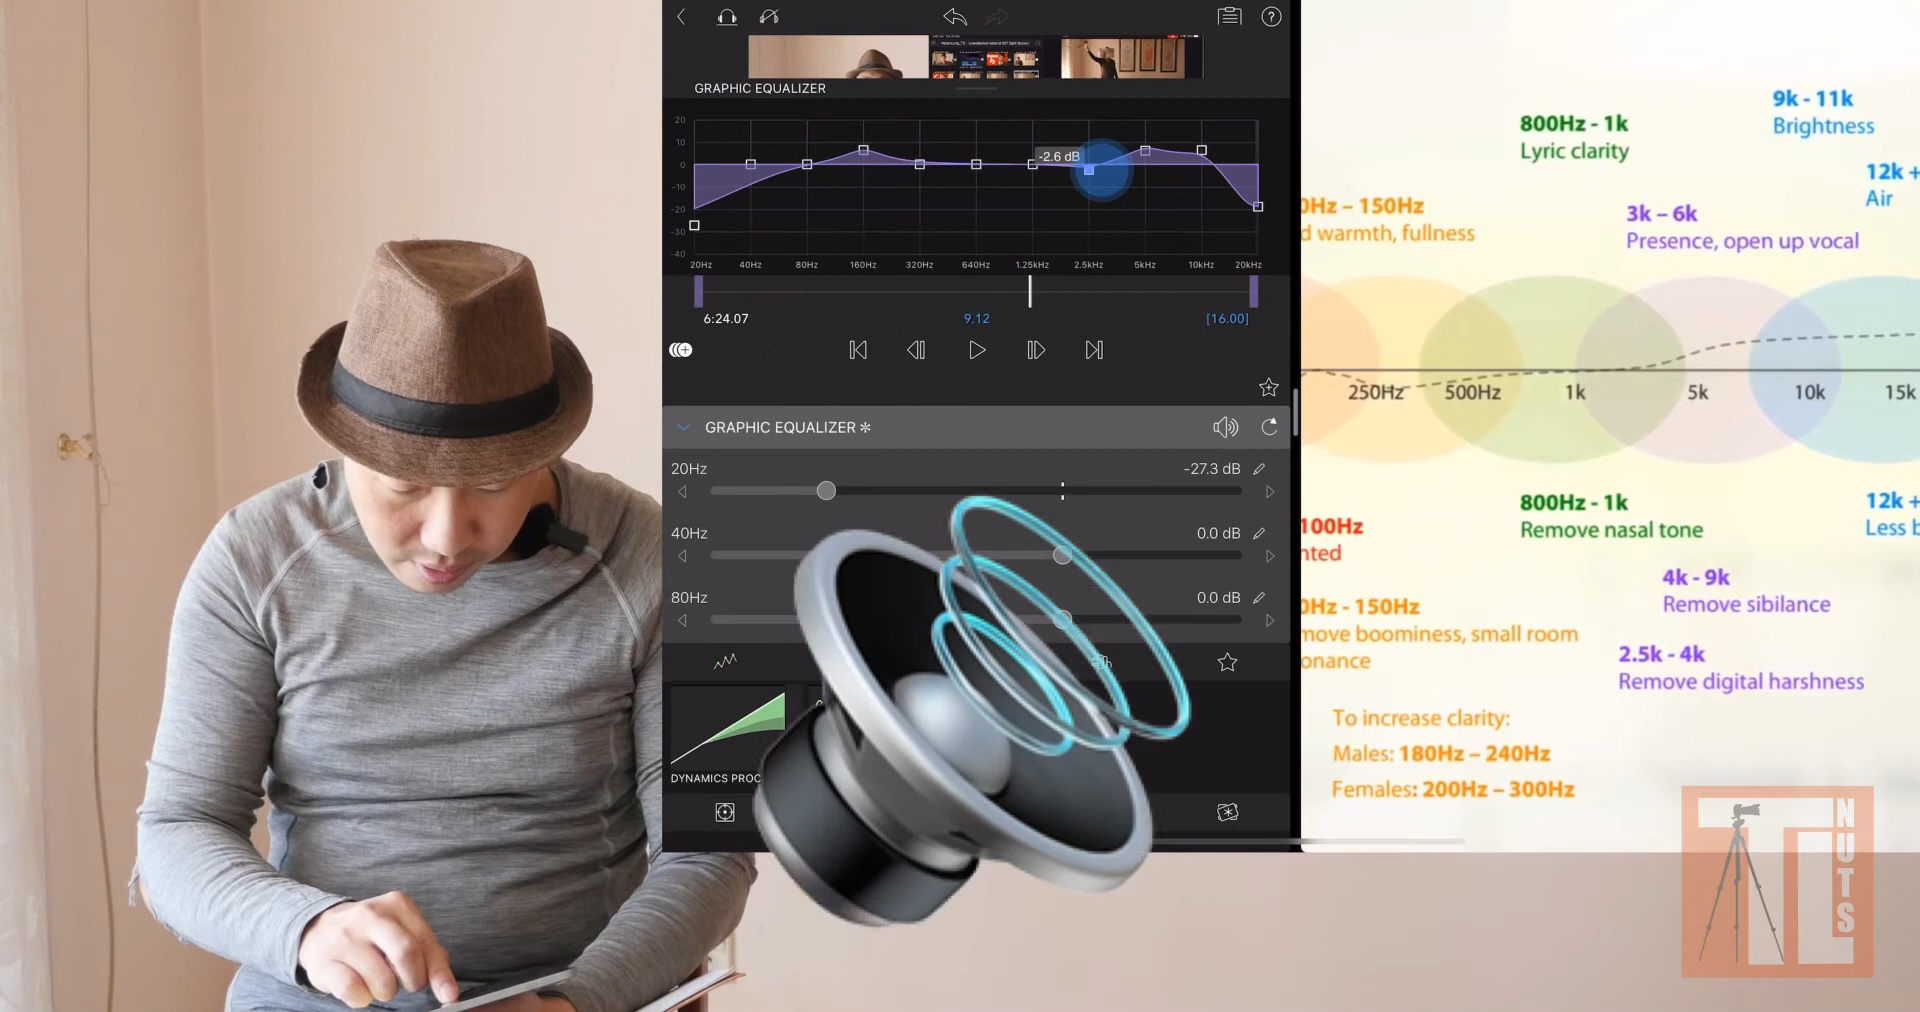 GRAPHIC EQUALIZER
20
10
0
-10
-20
-30
-40
-2.6 dB
20Hz 40Hz 80Hz 160Hz 320Hz 640Hz 1.25kHz 2.5kHz 5kHz 10kHz 20kHz
6:24.07 9.12 [16.00]
GRAPHIC EQUALIZER
20Hz -27.3 dB
40Hz 0.0 dB
80Hz 0.0 dB
DYNAMICS PROC
9k - 11k
Brightness
800Hz - 1k
Lyric clarity
12k +
Air
0Hz – 150Hz
d warmth, fullness
3k – 6k
Presence, open up vocal
250Hz 500Hz 1k 5k 10k 15k
800Hz - 1k
Remove nasal tone
12k +
Less b
100Hz
nted
4k - 9k
Remove sibilance
0Hz - 150Hz
move boominess, small room
onance
2.5k - 4k
Remove digital harshness
To increase clarity:
Males: 180Hz – 240Hz
Females: 200Hz – 300Hz
TL
NUTS